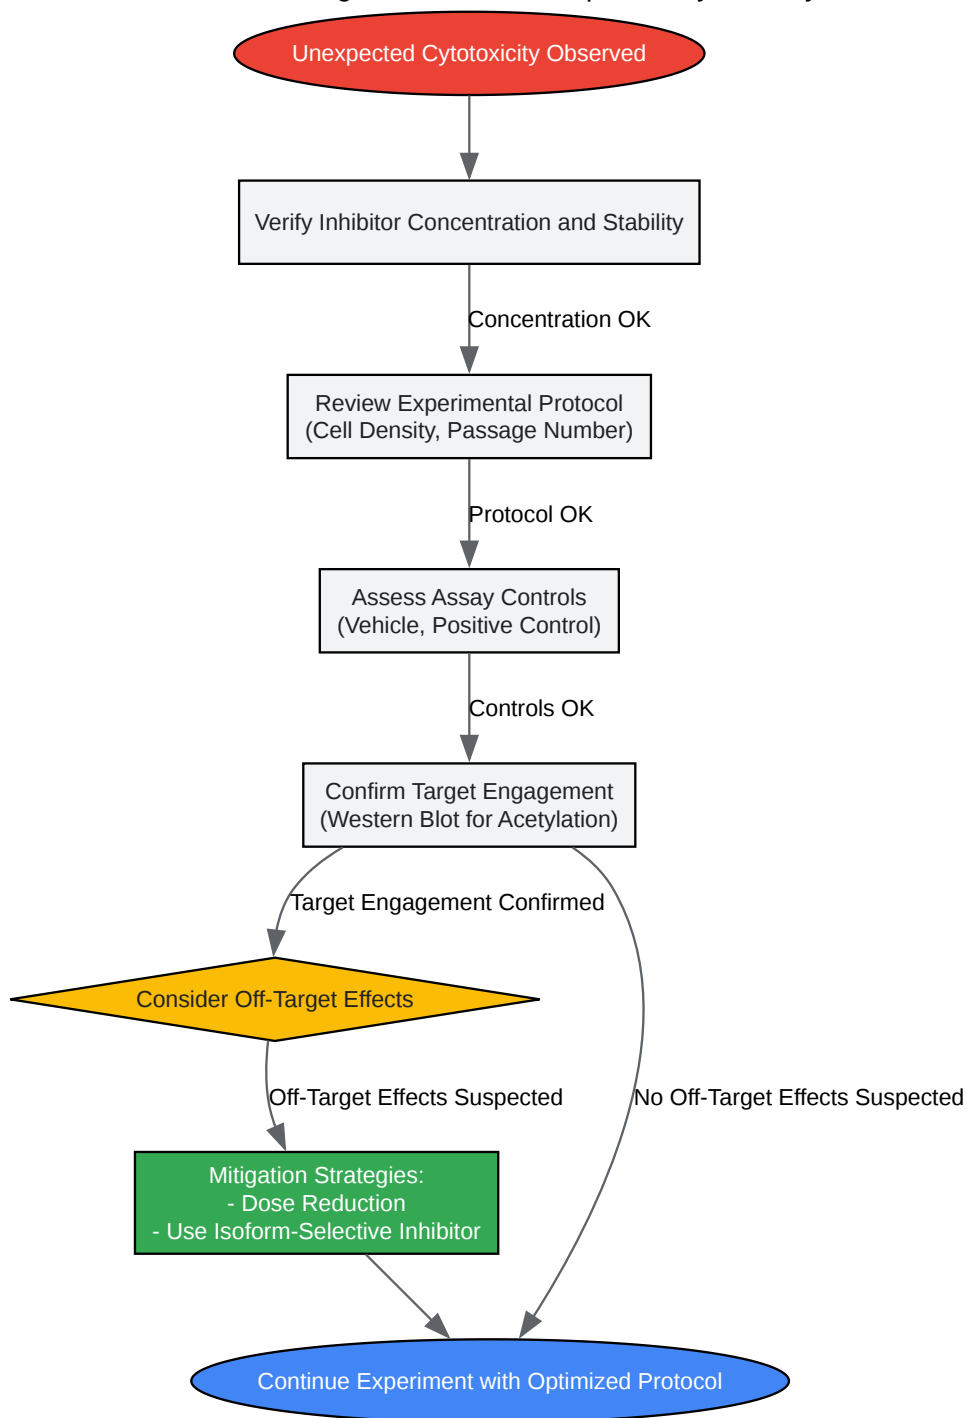 Unexpected Cytotoxicity Observed
Verify Inhibitor Concentration and Stability
Concentration OK
Review Experimental Protocol
(Cell Density, Passage Number)
Protocol OK
Assess Assay Controls
(Vehicle, Positive Control)
Controls OK
Confirm Target Engagement
(Western Blot for Acetylation)
Target Engagement Confirmed
Consider Off-Target Effects
Off-Target Effects Suspected
No Off-Target Effects Suspected
Mitigation Strategies:
- Dose Reduction
- Use Isoform-Selective Inhibitor
Continue Experiment with Optimized Protocol